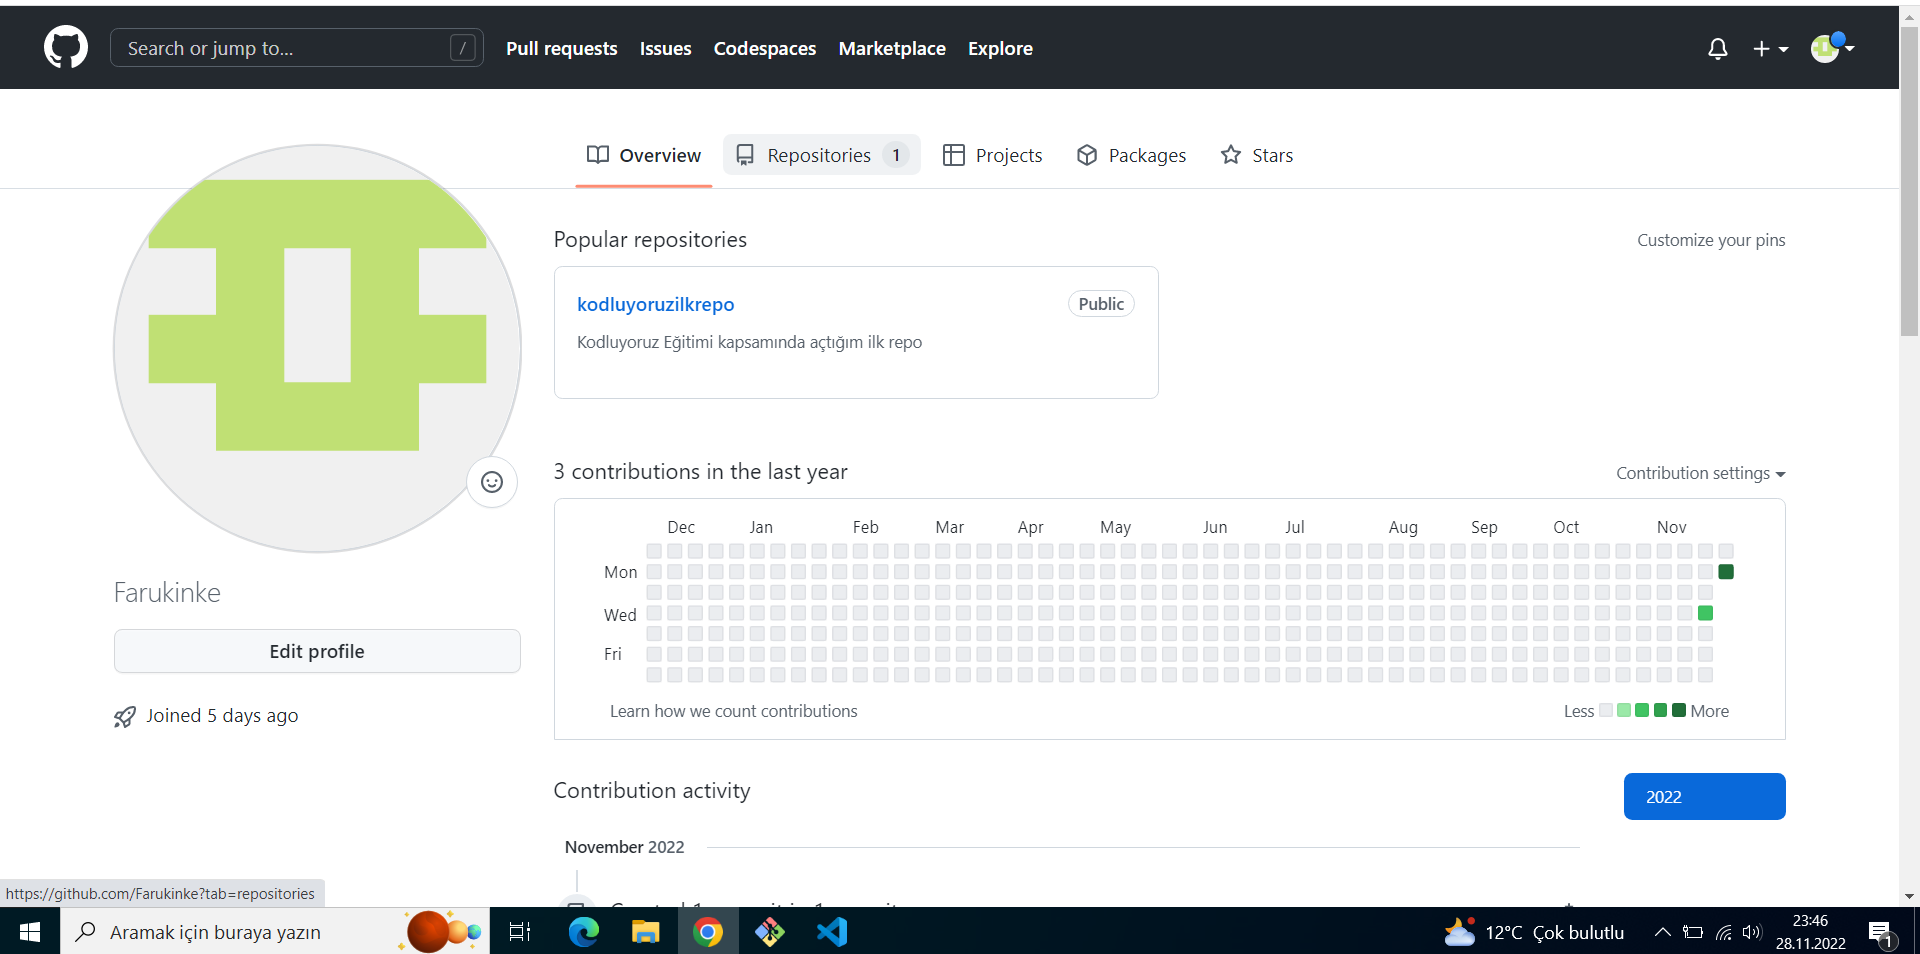 Search or jump to... / Pull requests Issues Codespaces Marketplace Explore
Overview Repositories 1 Projects Packages Stars
Popular repositories Customize your pins
kodluyoruzilkrepo Public
Kodluyoruz Eğitimi kapsamında açtığım ilk repo
3 contributions in the last year Contribution settings
Dec Jan Feb Mar Apr May Jun Jul Aug Sep Oct Nov
Mon
Wed
Fri
Learn how we count contributions Less More
Farukinke
Edit profile
Joined 5 days ago
Contribution activity 2022
November 2022
https://github.com/Farukinke?tab=repositories
Aramak için buraya yazın 12°C Çok bulutlu 23:46
28.11.2022 1